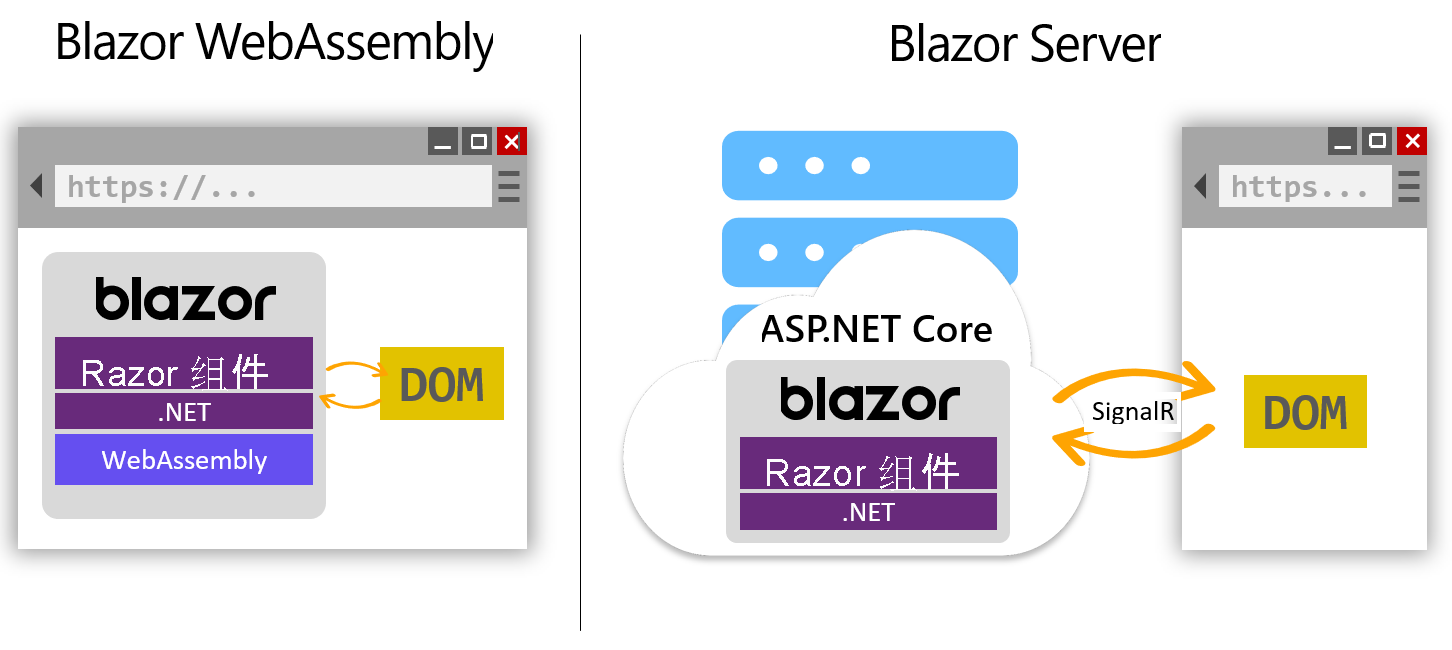 Blazor WebAssembly
https://...
blazor
Razor 组件
.NET
WebAssembly
DOM
Blazor Server
ASP.NET Core
blazor
Razor 组件
.NET
SignalR
https...
DOM